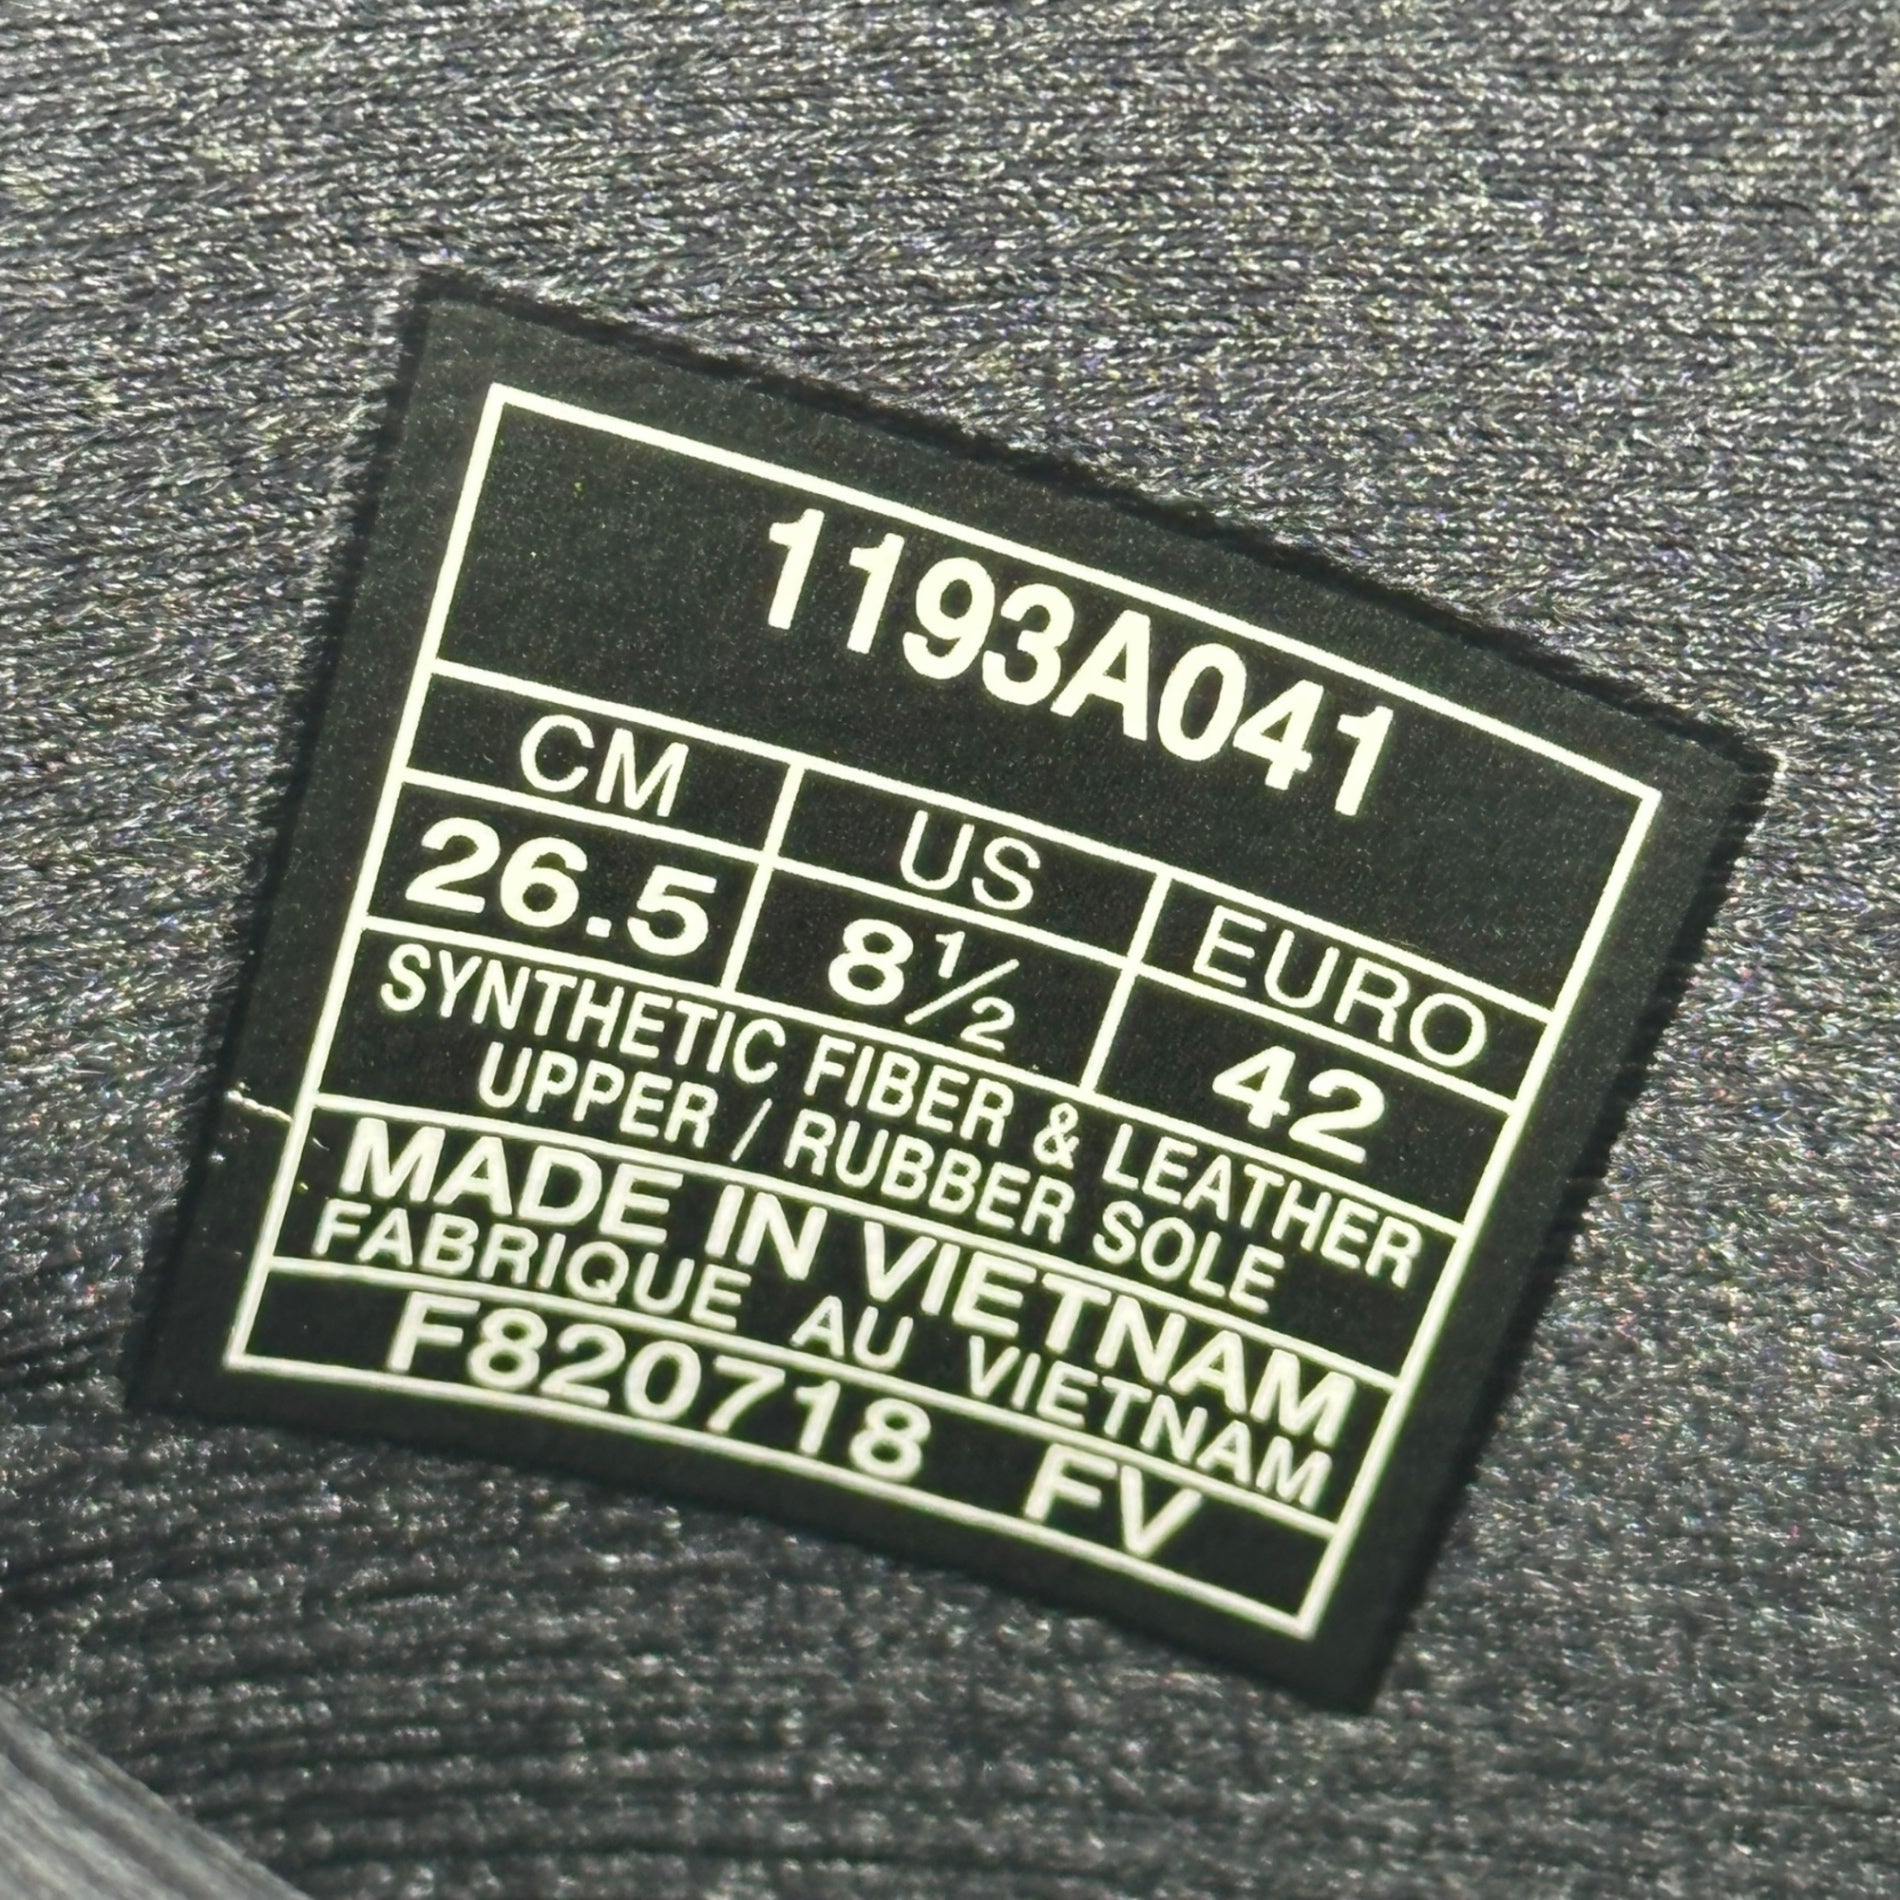 1193A041
CM US EURO
26.5 8½ 42
SYNTHETIC FIBER & LEATHER
UPPER / RUBBER SOLE
MADE IN VIETNAM
FABRIQUE AU VIETNAM
F820718 FV